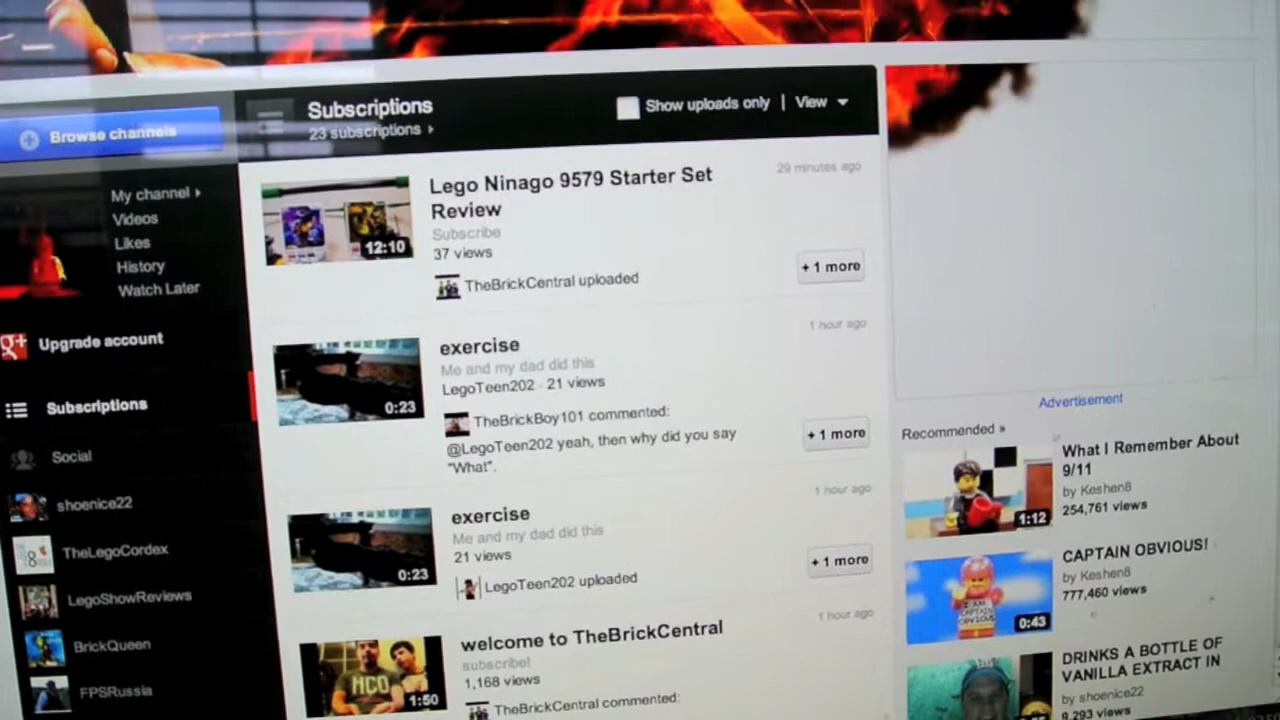 Browse channels
Subscriptions
23 subscriptions
Show uploads only | View
My channel
Videos
Likes
History
Watch Later
g+ Upgrade account
Subscriptions
Social
shoenice22
TheLegoCordex
LegoShowReviews
BrickQueen
FPSRussia
Lego Ninago 9579 Starter Set
Review
29 minutes ago
Subscribe
37 views
12:10
TheBrickCentral uploaded
+ 1 more
exercise
1 hour ago
Me and my dad did this
LegoTeen202 · 21 views
0:23
TheBrickBoy101 commented:
@LegoTeen202 yeah, then why did you say
"What".
+ 1 more
exercise
1 hour ago
Me and my dad did this
21 views
0:23
LegoTeen202 uploaded
+ 1 more
welcome to TheBrickCentral
1 hour ago
subscribe!
1,168 views
HCO
1:50
TheBrickCentral commented:
Advertisement
Recommended »
What I Remember About
9/11
by Keshen8
254,761 views
1:12
CAPTAIN OBVIOUS!
by Keshen8
777,460 views
I AM
CAPTAIN
OBVIOUS
0:43
DRINKS A BOTTLE OF
VANILLA EXTRACT IN
by shoenice22
9,293 views